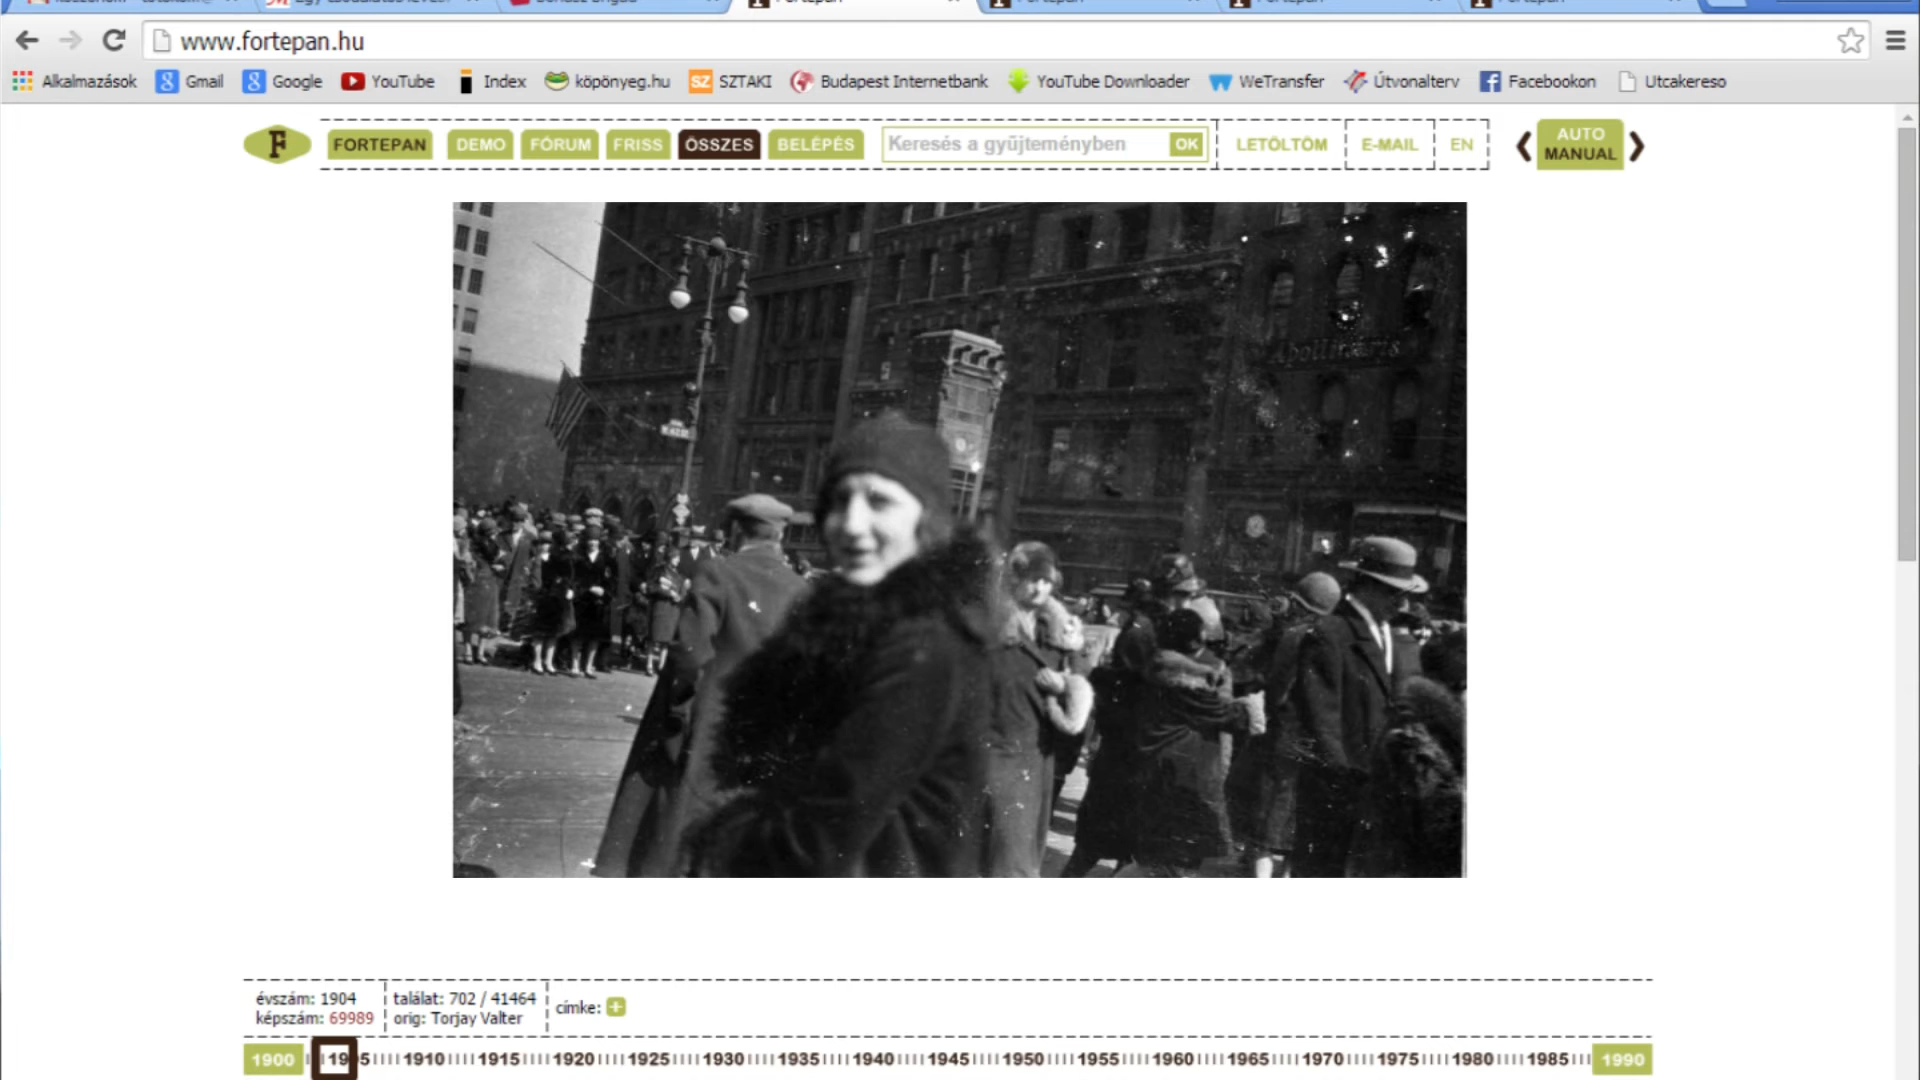 www.fortepan.hu
Alkalmazások Gmail Google YouTube Index köpönyeg.hu SZTAKI Budapest Internetbank YouTube Downloader WeTransfer Útvonalterv Facebookon Utcakereso
F FORTEPAN DEMO FÓRUM FRISS ÖSSZES BELÉPÉS Keresés a gyűjteményben OK LETÖLTÖM E-MAIL EN AUTO
MANUAL
Apollinaris
évszám: 1904 találat: 702 / 41464 címke:
képszám: 69989 orig: Torjay Valter
1900 1905 1910 1915 1920 1925 1930 1935 1940 1945 1950 1955 1960 1965 1970 1975 1980 1985 1990